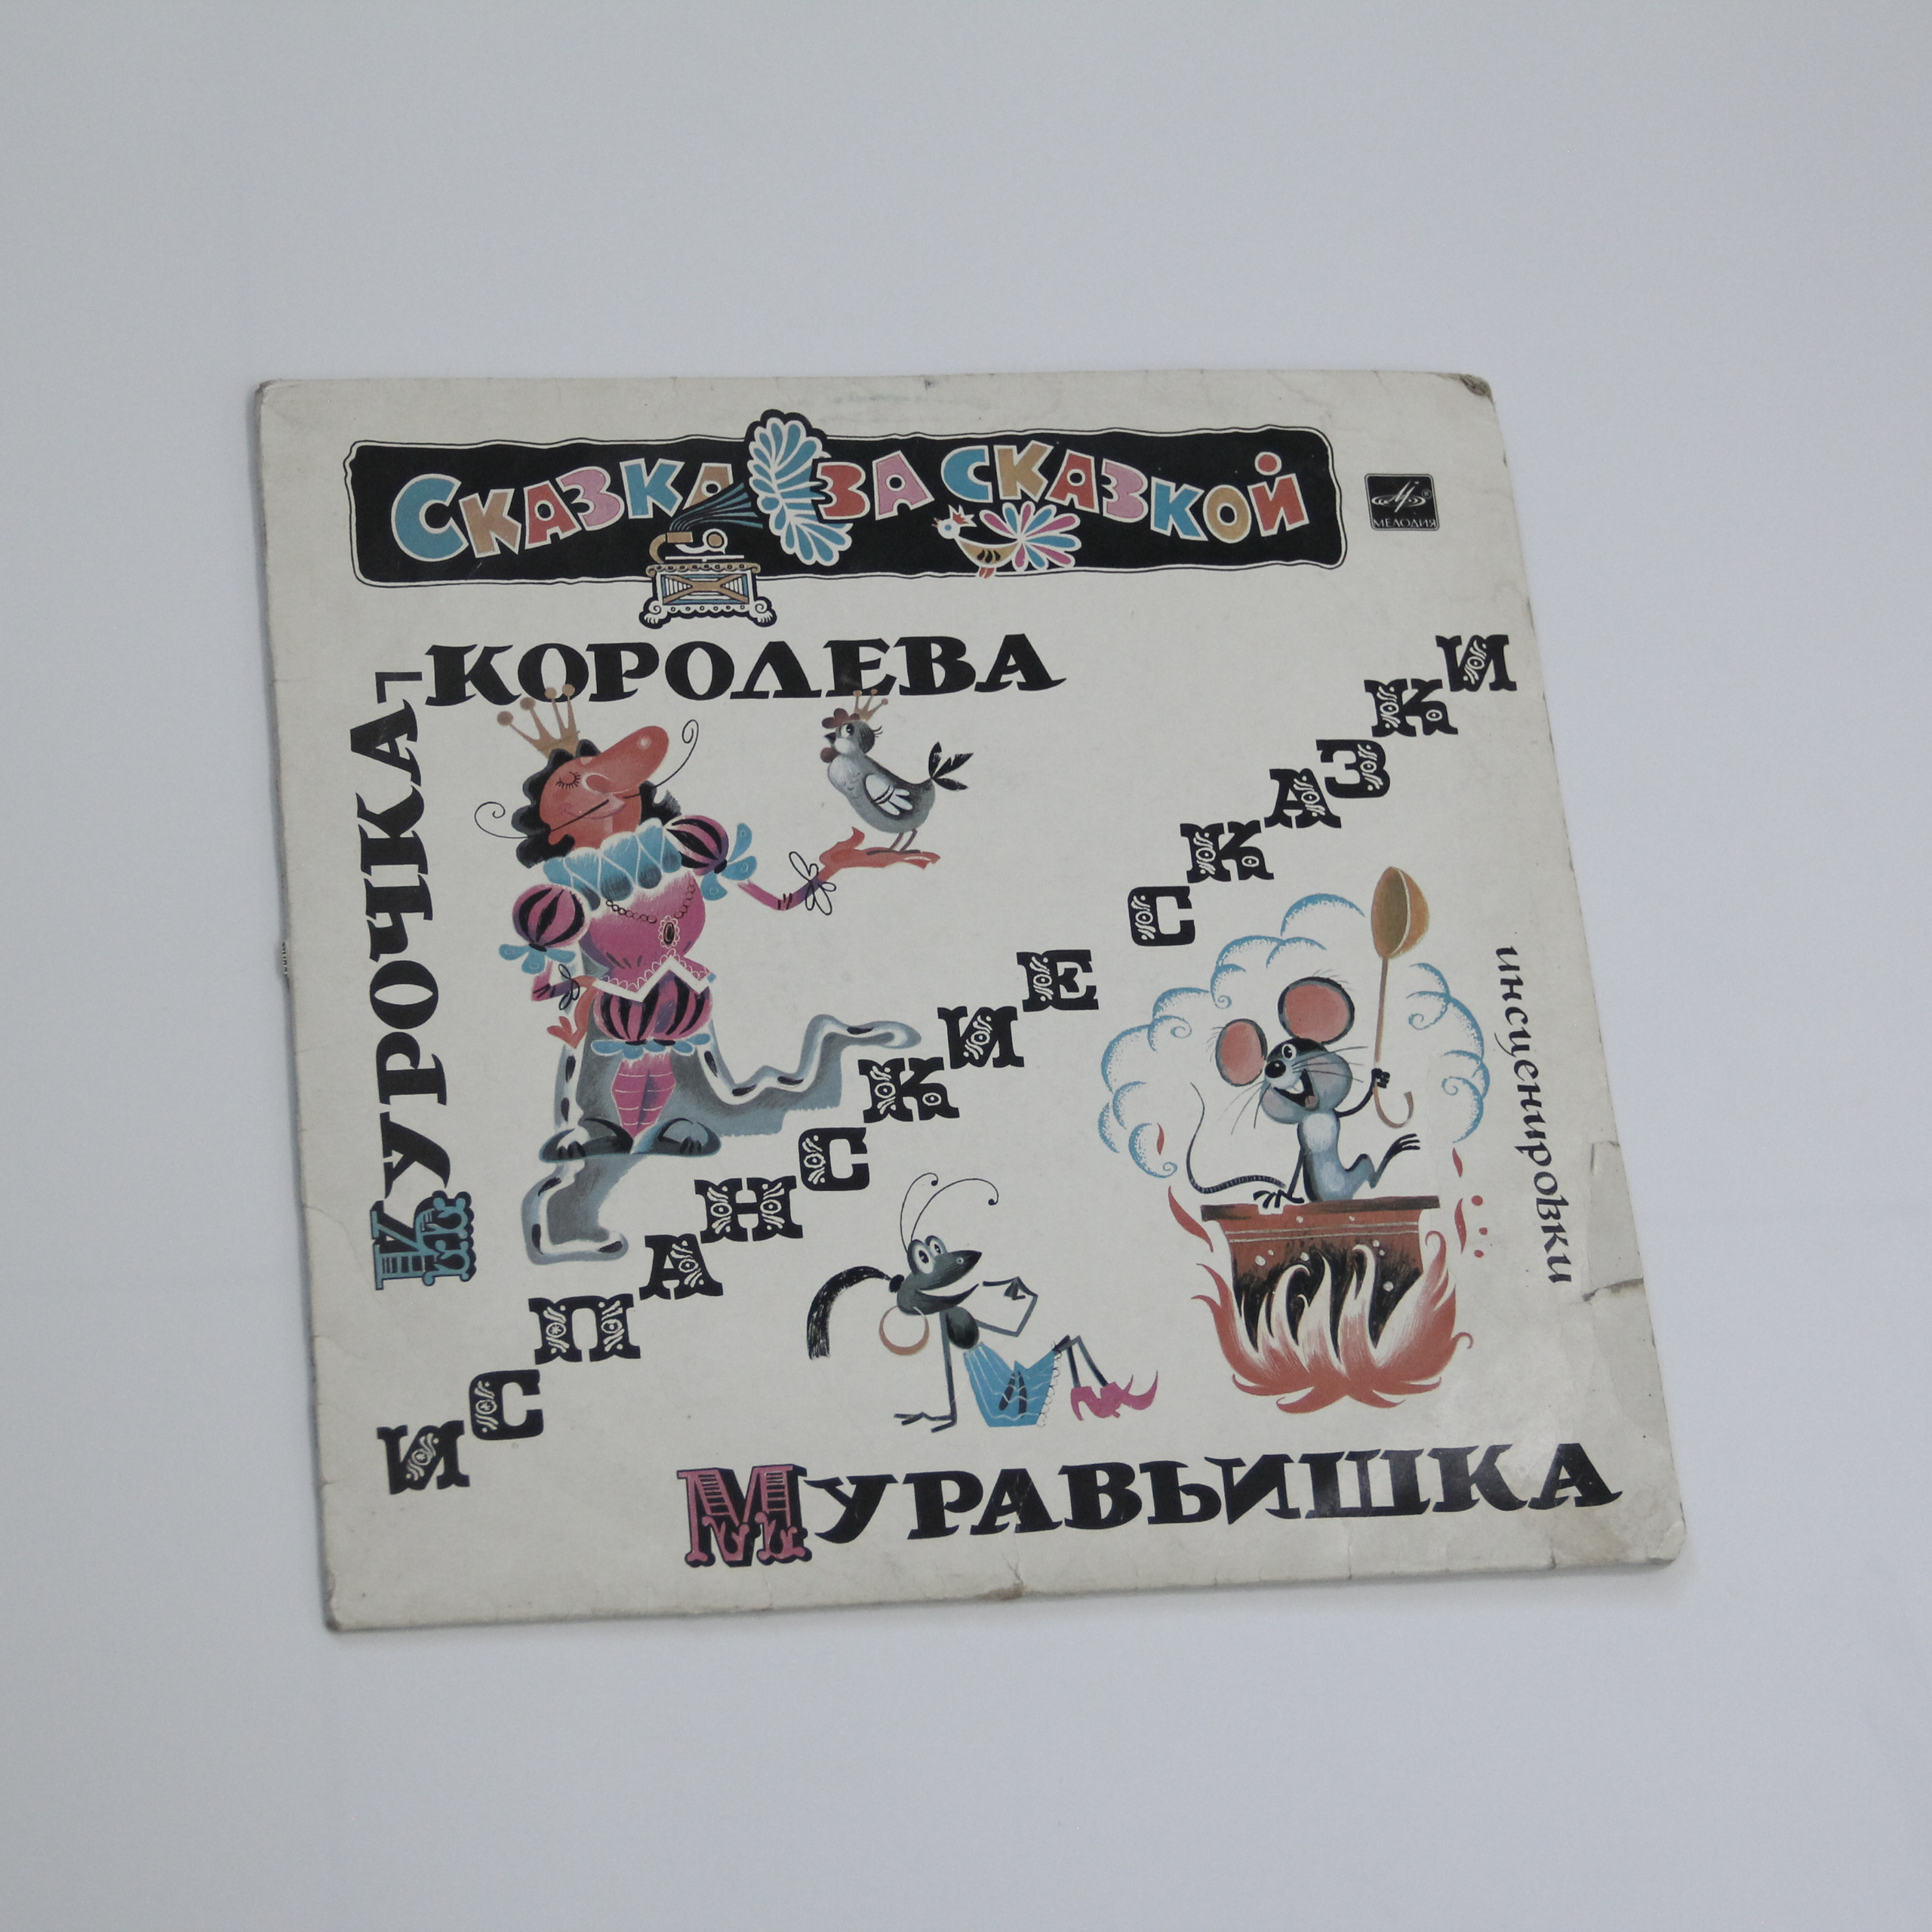 Сказка за сказкой
МЕЛОДИЯ
Курочка-
королева
Испанские сказки
инсценировки
Муравьишка